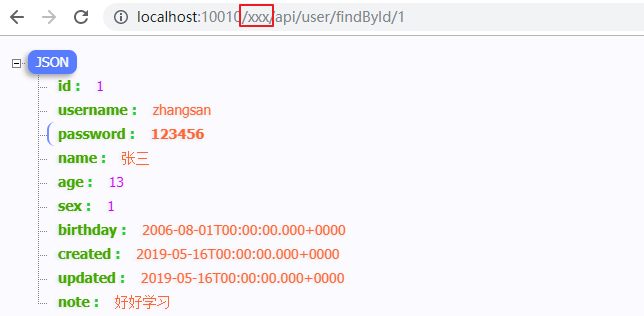 localhost:10010/xxx/api/user/findById/1
JSON
id : 1
username : zhangsan
password : 123456
name : 张三
age : 13
sex : 1
birthday : 2006-08-01T00:00:00.000+0000
created : 2019-05-16T00:00:00.000+0000
updated : 2019-05-16T00:00:00.000+0000
note : 好好学习